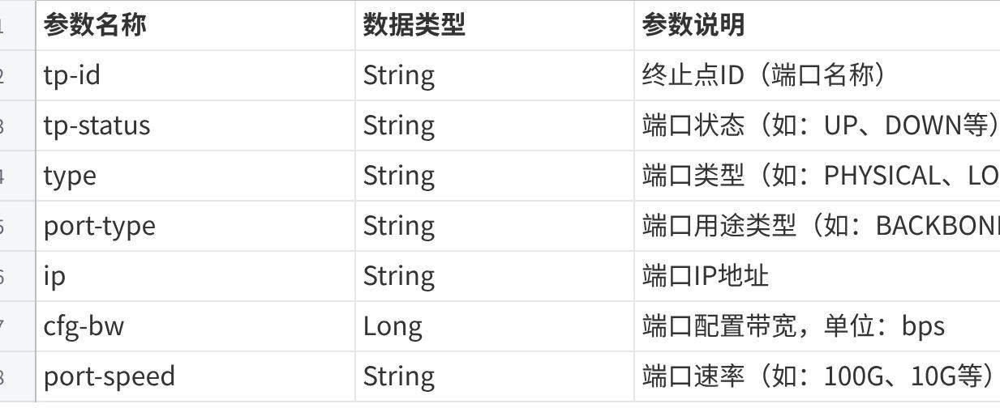 1 参数名称 数据类型 参数说明
2 tp-id String 终止点ID（端口名称）
3 tp-status String 端口状态（如：UP、DOWN等）
4 type String 端口类型（如：PHYSICAL、LO
5 port-type String 端口用途类型（如：BACKBON
6 ip String 端口IP地址
7 cfg-bw Long 端口配置带宽，单位：bps
8 port-speed String 端口速率（如：100G、10G等）